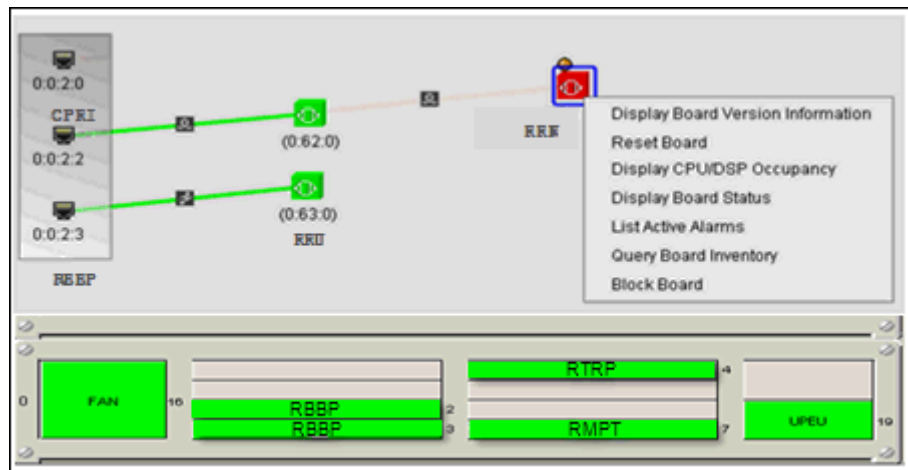 0:0:2:0
CPRI
0:0:2:2
0:0:2:3
RBBP
(0:62:0)
(0:63:0)
RRU
RRN
Display Board Version Information
Reset Board
Display CPU/DSP Occupancy
Display Board Status
List Active Alarms
Query Board Inventory
Block Board
0
FAN
16
RBBP
2
RBBP
3
RTRP
4
RMPT
7
UPEU
19